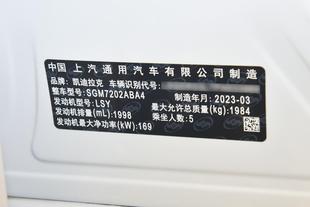 中国 上汽通用汽车有限公司 制造
品牌: 凯迪拉克 车辆识别代号:
整车型号: SGM7202ABA4 制造年月: 2023-03
发动机型号: LSY 最大允许总质量(kg): 1984
发动机排量(mL): 1998 乘坐人数: 5
发动机最大净功率(kW): 169